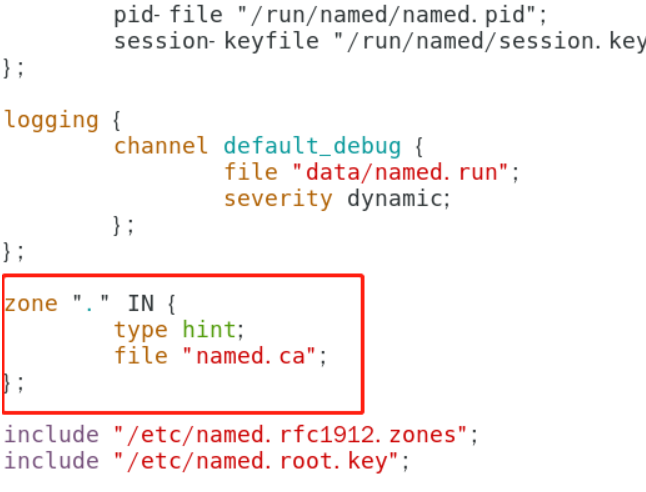 pid-file "/run/named/named.pid";
session-keyfile "/run/named/session.key
};
logging {
channel default_debug {
file "data/named.run";
severity dynamic;
};
};
zone "." IN {
type hint;
file "named.ca";
};
include "/etc/named.rfc1912.zones";
include "/etc/named.root.key";